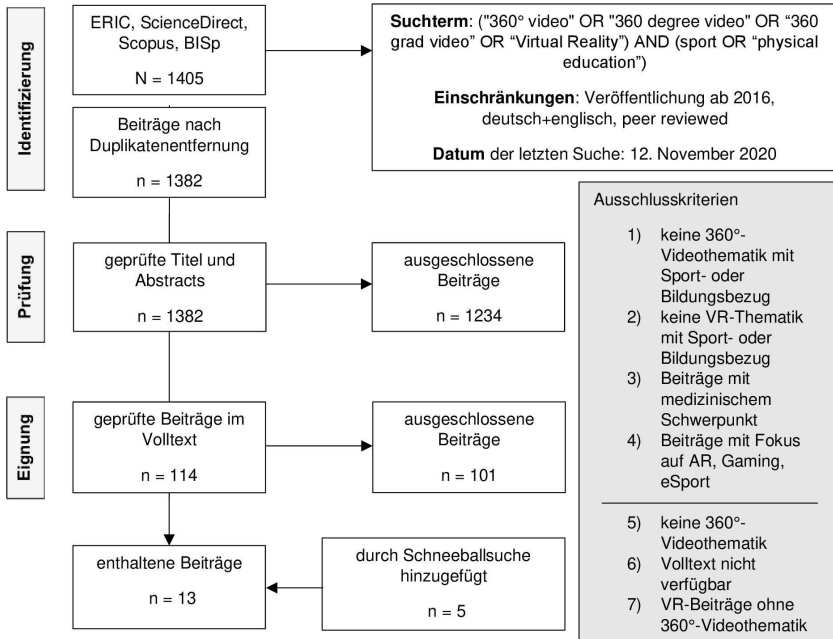 Identifizierung
ERIC, ScienceDirect,
Scopus, BISp
N = 1405
Suchterm: ("360° video" OR "360 degree video" OR “360
grad video” OR “Virtual Reality”) AND (sport OR “physical
education”)
Einschränkungen: Veröffentlichung ab 2016,
deutsch+englisch, peer reviewed
Datum der letzten Suche: 12. November 2020
Beiträge nach
Duplikatenentfernung
n = 1382
Prüfung
geprüfte Titel und
Abstracts
n = 1382
ausgeschlossene
Beiträge
n = 1234
Eignung
geprüfte Beiträge im
Volltext
n = 114
ausgeschlossene
Beiträge
n = 101
enthaltene Beiträge
n = 13
durch Schneeballsuche
hinzugefügt
n = 5
Ausschlusskriterien
1) keine 360°-
Videothematik mit
Sport- oder
Bildungsbezug
2) keine VR-Thematik
mit Sport- oder
Bildungsbezug
3) Beiträge mit
medizinischem
Schwerpunkt
4) Beiträge mit Fokus
auf AR, Gaming,
eSport
5) keine 360°-
Videothematik
6) Volltext nicht
verfügbar
7) VR-Beiträge ohne
360°-Videothematik